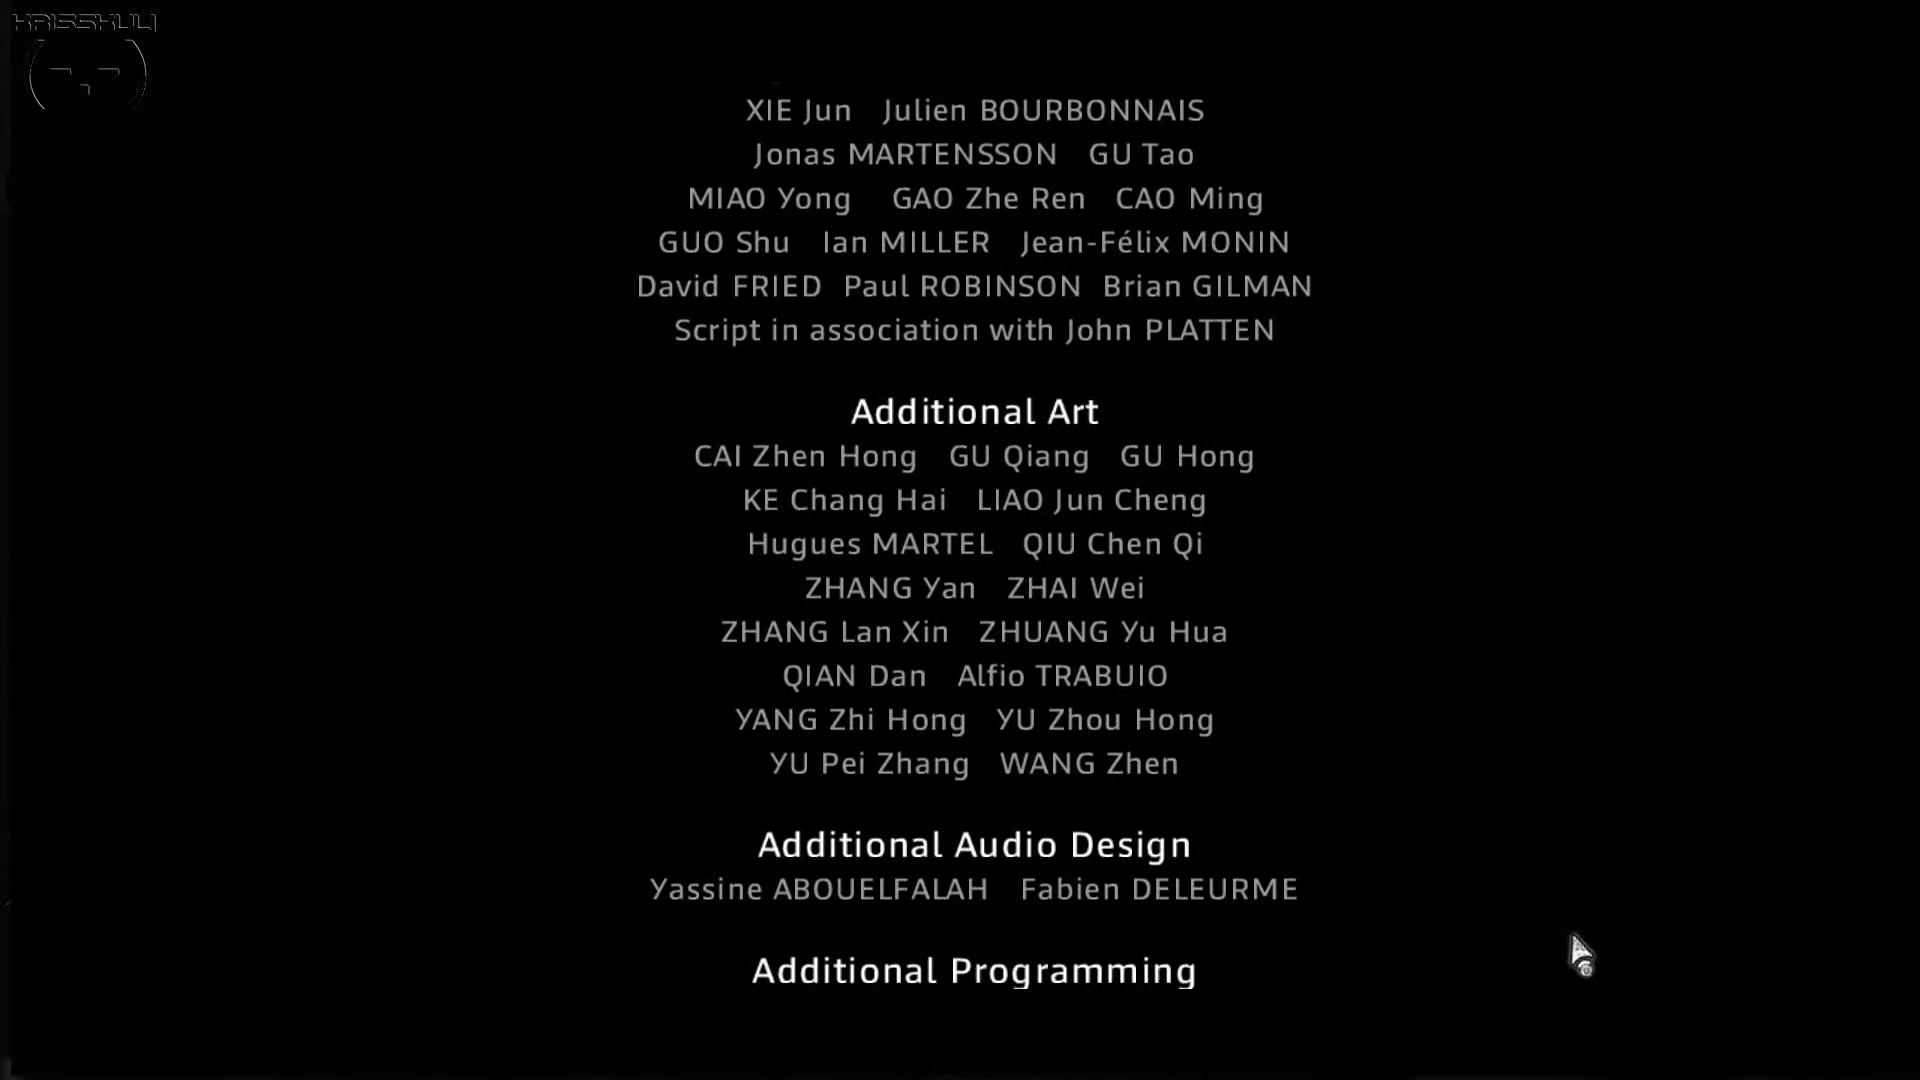 KRISSKULI
XIE Jun Julien BOURBONNAIS
Jonas MARTENSSON GU Tao
MIAO Yong GAO Zhe Ren CAO Ming
GUO Shu Ian MILLER Jean-Félix MONIN
David FRIED Paul ROBINSON Brian GILMAN
Script in association with John PLATTEN
Additional Art
CAI Zhen Hong GU Qiang GU Hong
KE Chang Hai LIAO Jun Cheng
Hugues MARTEL QIU Chen Qi
ZHANG Yan ZHAI Wei
ZHANG Lan Xin ZHUANG Yu Hua
QIAN Dan Alfio TRABUIO
YANG Zhi Hong YU Zhou Hong
YU Pei Zhang WANG Zhen
Additional Audio Design
Yassine ABOUELFALAH Fabien DELEURME
Additional Programming